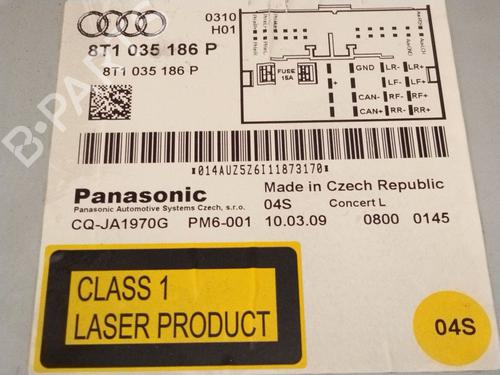 0310
H01
8T1 035 186 P
8T1 035 186 P
FUSE
15A
GND LR- LR+
+ LF- LF+
CAN- RF- RF+
CAN+ RR- RR+
*014AUZ5Z6I11873170*
Panasonic
Panasonic Automotive Systems Czech, s.r.o.
Made in Czech Republic
04S Concert L
CQ-JA1970G PM6-001 10.03.09 0800 0145
CLASS 1
LASER PRODUCT
04S
B-PARTS